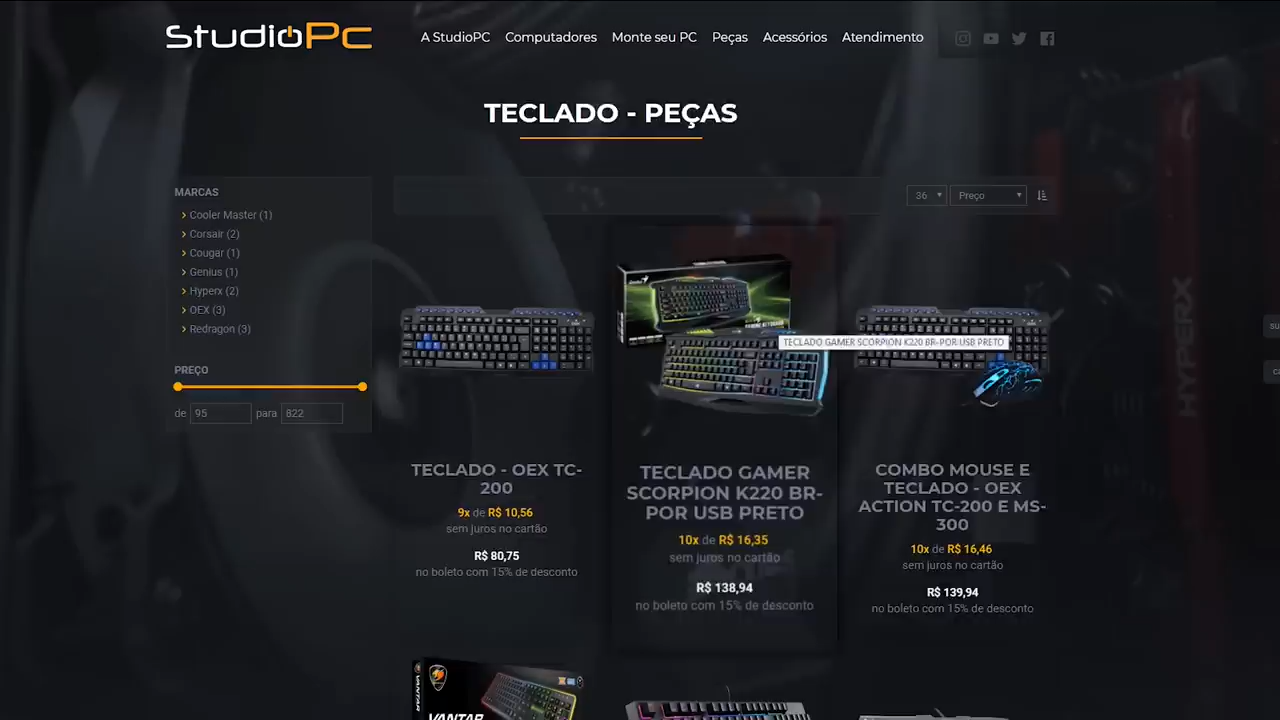 StudioPc
A StudioPC
Computadores
Monte seu PC
Peças
Acessórios
Atendimento
TECLADO - PEÇAS
MARCAS
Cooler Master (1)
Corsair (2)
Cougar (1)
Genius (1)
Hyperx (2)
OEX (3)
Redragon (3)
PREÇO
de 95 para 822
36
Preço
TECLADO GAMER SCORPION K220 BR-POR USB PRETO
TECLADO - OEX TC-
200
9x de R$ 10,56
sem juros no cartão
R$ 80,75
no boleto com 15% de desconto
TECLADO GAMER
SCORPION K220 BR-
POR USB PRETO
10x de R$ 16,35
sem juros no cartão
R$ 138,94
no boleto com 15% de desconto
COMBO MOUSE E
TECLADO - OEX
ACTION TC-200 E MS-
300
10x de R$ 16,46
sem juros no cartão
R$ 139,94
no boleto com 15% de desconto
VANTAR
HYPERX